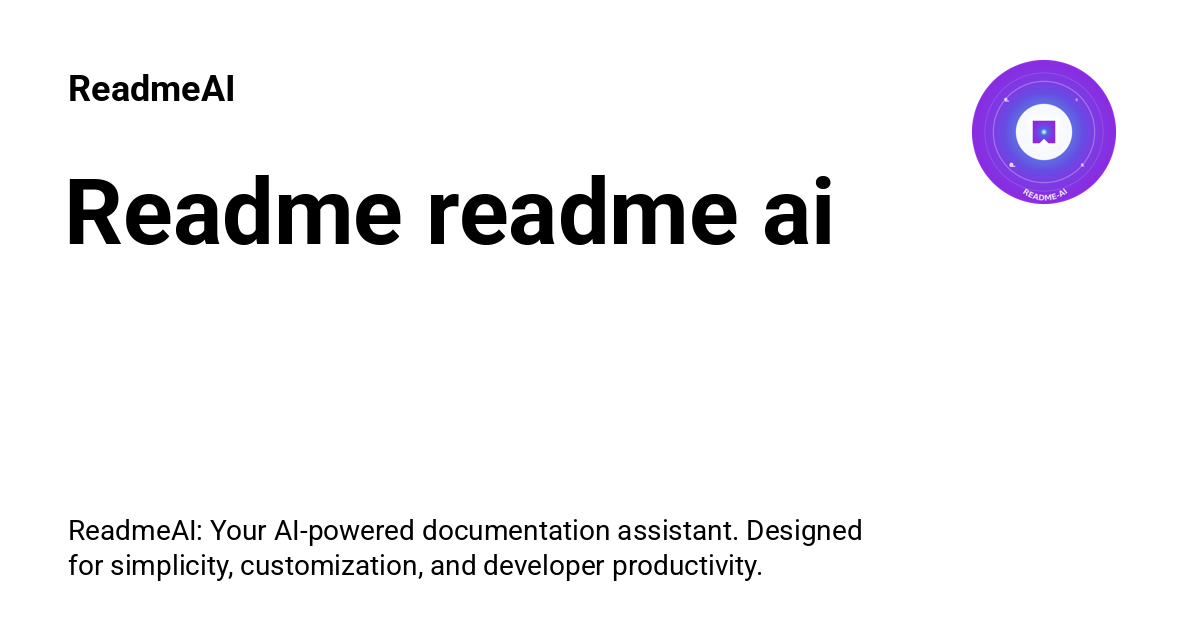 ReadmeAI
README-AI
Readme readme ai
ReadmeAI: Your AI-powered documentation assistant. Designed
for simplicity, customization, and developer productivity.